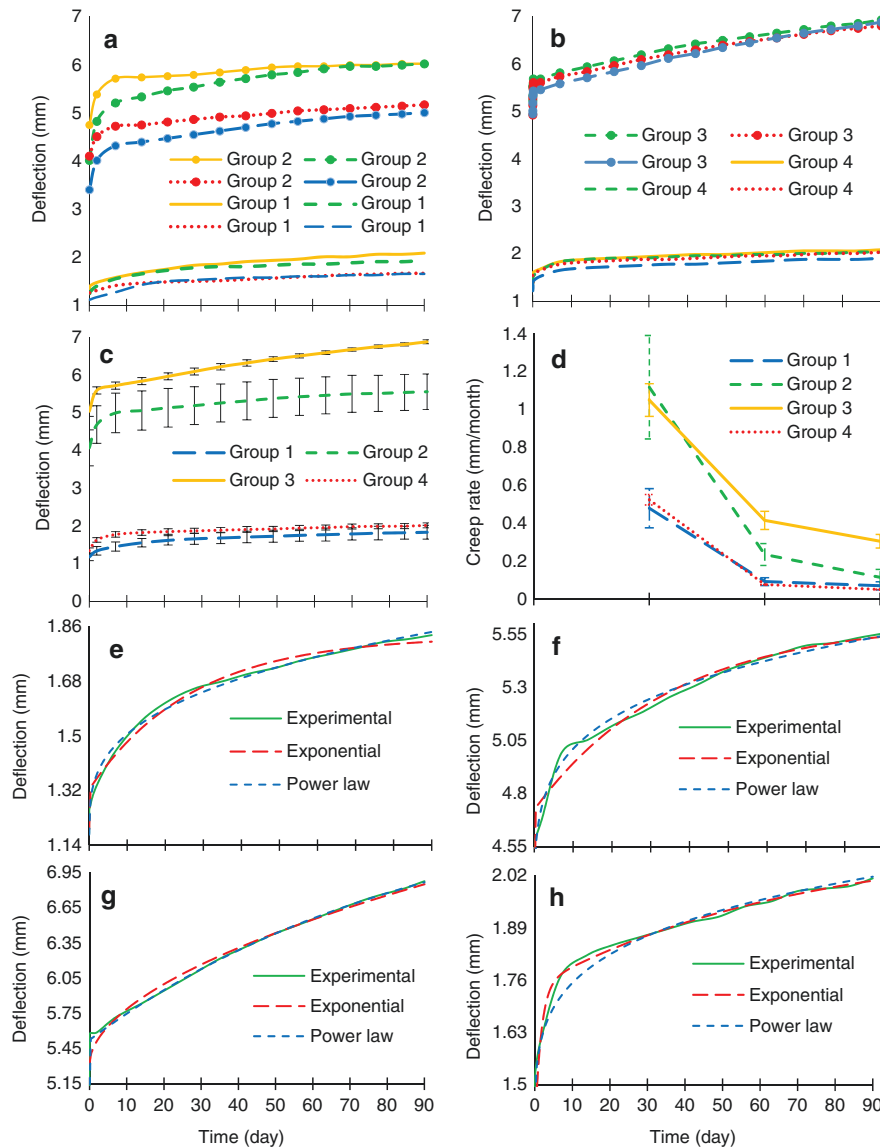 a
Deflection (mm)
7
6
5
4
3
2
1
Group 2
Group 2
Group 2
Group 2
Group 1
Group 1
Group 1
Group 1
b
Deflection (mm)
7
6
5
4
3
2
1
Group 3
Group 3
Group 3
Group 4
Group 4
Group 4
c
Deflection (mm)
7
6
5
4
3
2
1
0
Group 1
Group 2
Group 3
Group 4
d
Creep rate (mm/month)
1.4
1.2
1
0.8
0.6
0.4
0.2
0
Group 1
Group 2
Group 3
Group 4
e
Deflection (mm)
1.86
1.68
1.5
1.32
1.14
Experimental
Exponential
Power law
f
Deflection (mm)
5.55
5.3
5.05
4.8
4.55
Experimental
Exponential
Power law
g
Deflection (mm)
6.95
6.65
6.35
6.05
5.75
5.45
5.15
Experimental
Exponential
Power law
0 10 20 30 40 50 60 70 80 90
Time (day)
h
Deflection (mm)
2.02
1.89
1.76
1.63
1.5
Experimental
Exponential
Power law
0 10 20 30 40 50 60 70 80 90
Time (day)